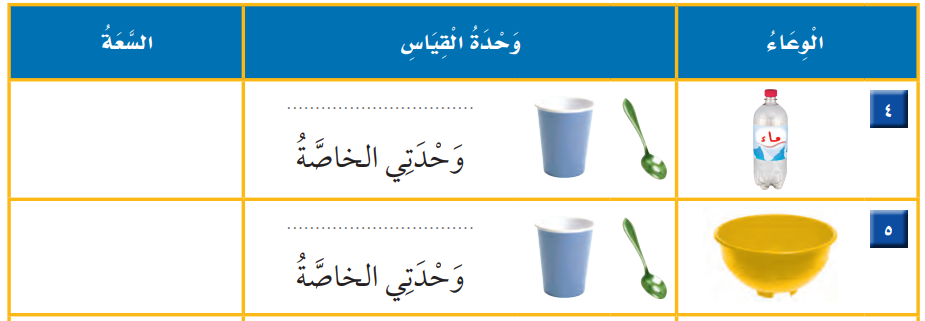 الْوِعَاءُ
وَحْدَةُ الْقِيَاسِ
السَّعَةُ
٤
ماء
................................
وَحْدَتِي الخاصَّةُ
٥
................................
وَحْدَتِي الخاصَّةُ